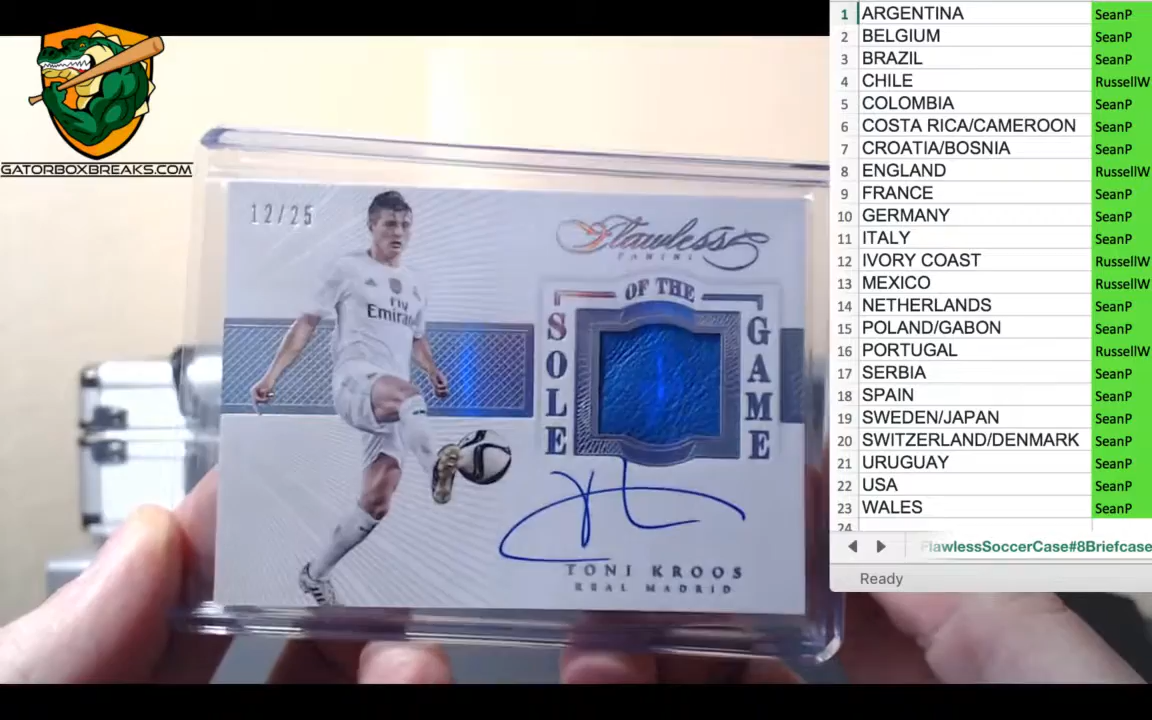 GATORBOXBREAKS.COM
12/25
Flawless
PANINI
OF THE
SOLE
GAME
Fly
Emirates
TONI KROOS
REAL MADRID
1 ARGENTINA SeanP
2 BELGIUM SeanP
3 BRAZIL SeanP
4 CHILE RussellW
5 COLOMBIA SeanP
6 COSTA RICA/CAMEROON SeanP
7 CROATIA/BOSNIA SeanP
8 ENGLAND RussellW
9 FRANCE SeanP
10 GERMANY SeanP
11 ITALY SeanP
12 IVORY COAST RussellW
13 MEXICO RussellW
14 NETHERLANDS SeanP
15 POLAND/GABON SeanP
16 PORTUGAL RussellW
17 SERBIA SeanP
18 SPAIN SeanP
19 SWEDEN/JAPAN SeanP
20 SWITZERLAND/DENMARK SeanP
21 URUGUAY SeanP
22 USA SeanP
23 WALES SeanP
24
FlawlessSoccerCase#8Briefcase
Ready